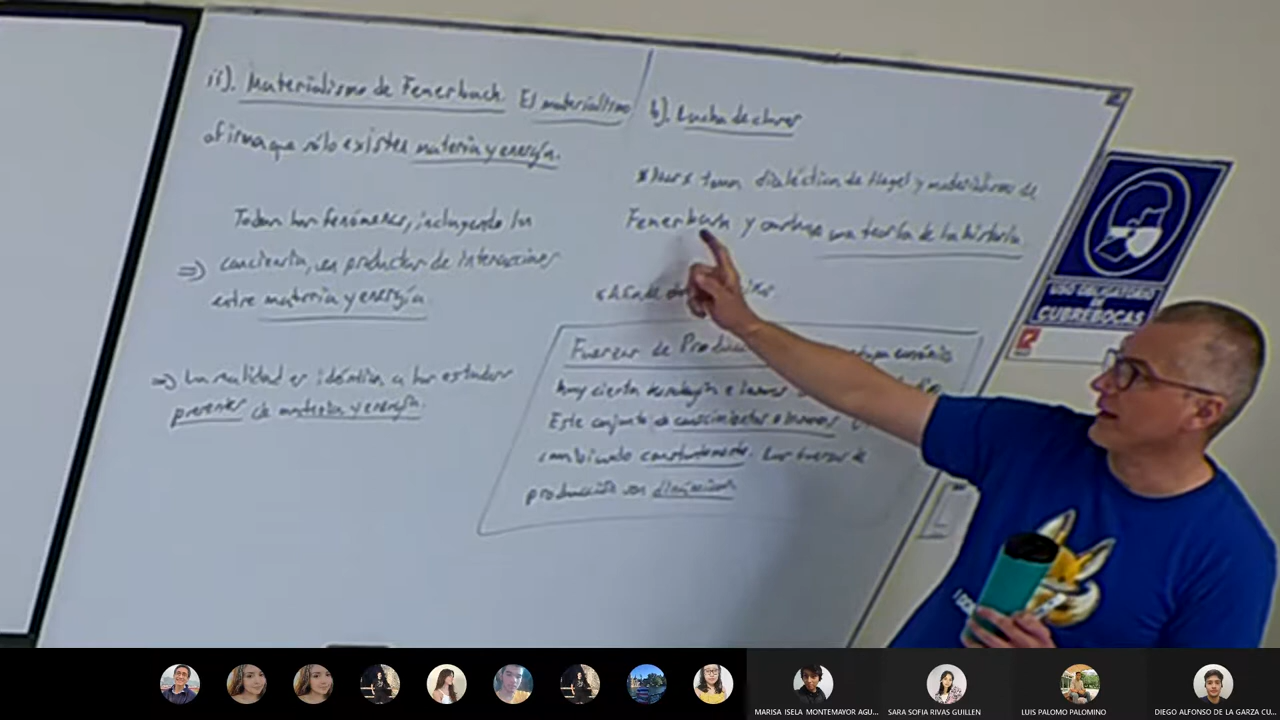 ii). Materialismo de Feuerbach. El materialismo
afirma que sólo existen materia y energía.
Todos los fenómenos, incluyendo la
=> conciencia, son productos de interacciones
entre materia y energía
=> La realidad es idéntica a los estados
presentes de materia y energía
b). Lucha de clases
Marx toma dialéctica de Hegel y materialismo de
Feuerbach y construye una teoría de la historia.
Fuerzas de Produc
hay cierta tecnología e
Este conjunto de conocimientos e
cambiando constantemente. Las fuerzas de
producción son dinámicas
USO OBLIGATORIO
DE
CUBREBOCAS
MARISA ISELA MONTEMAYOR AGU...
SARA SOFIA RIVAS GUILLEN
LUIS PALOMO PALOMINO
DIEGO ALFONSO DE LA GARZA CU...